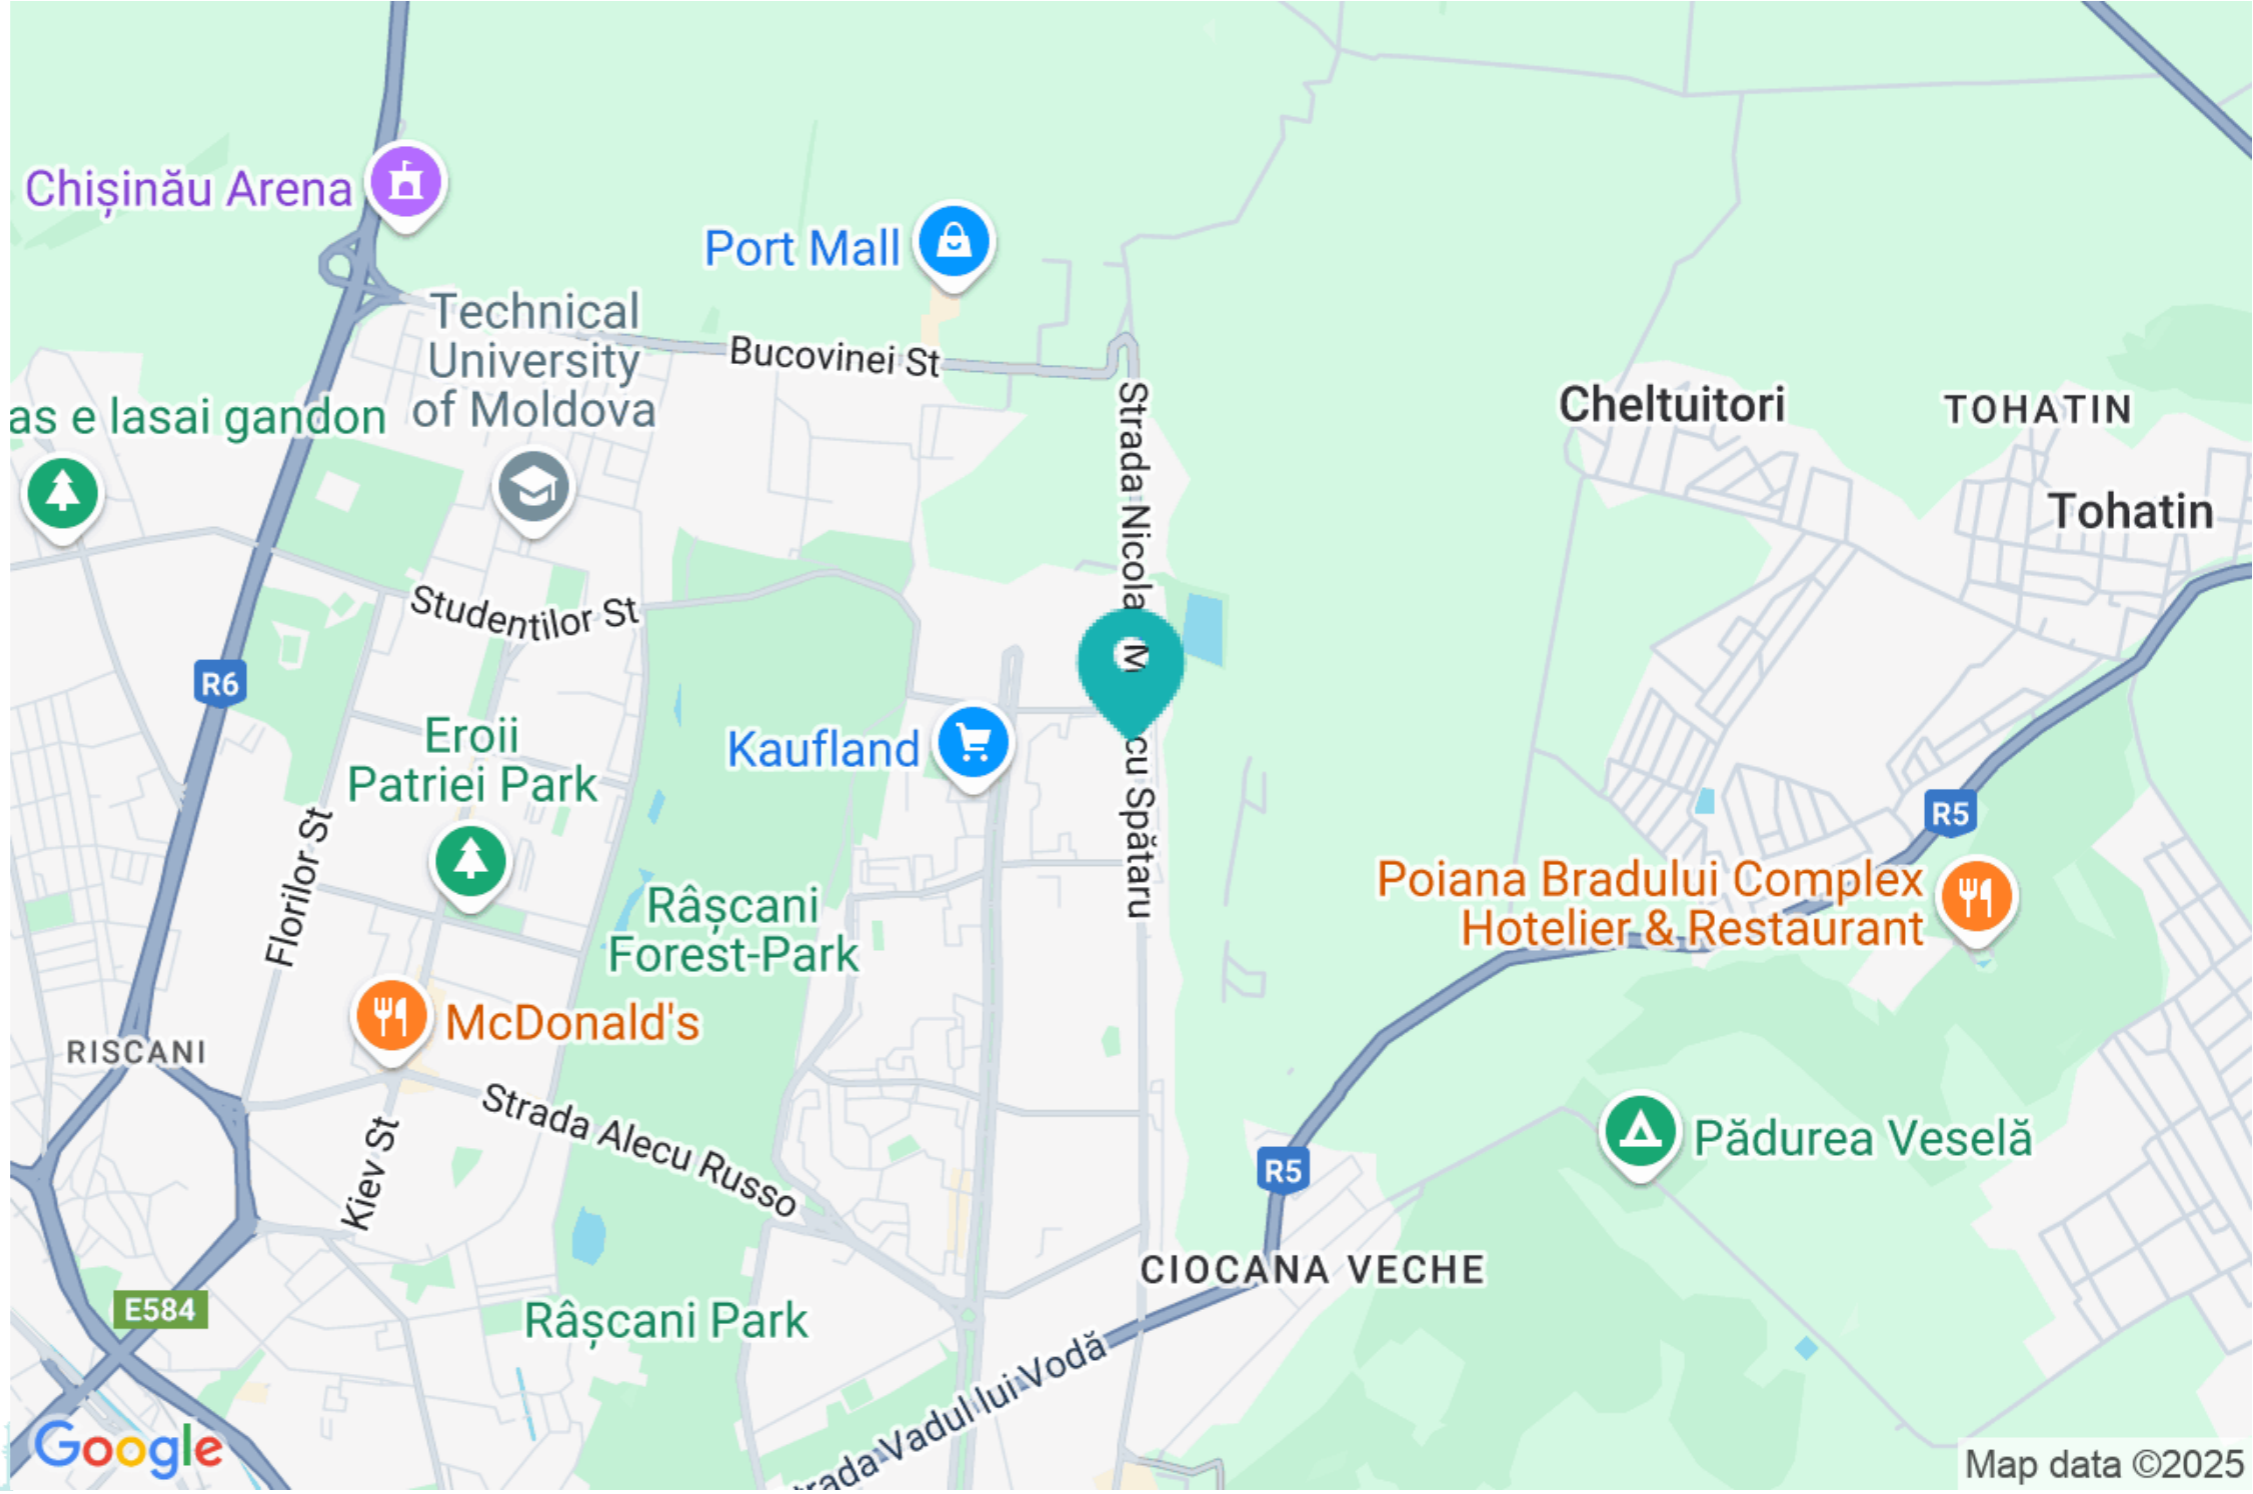 Chișinău Arena
Port Mall
Technical
University
of Moldova
Bucovinei St
as e lasai gandon
Strada Nicola
M
cu Spătaru
Cheltuitori
TOHATIN
Tohatin
Studentilor St
R6
Eroii
Patriei Park
Kaufland
R5
Florilor St
Râșcani
Forest-Park
Poiana Bradului Complex
Hotelier & Restaurant
McDonald's
RISCANI
Strada Alecu Russo
Kiev St
Pădurea Veselă
R5
CIOCANA VECHE
E584
Râșcani Park
trada Vadul lui Vodă
Google
Map data ©2025